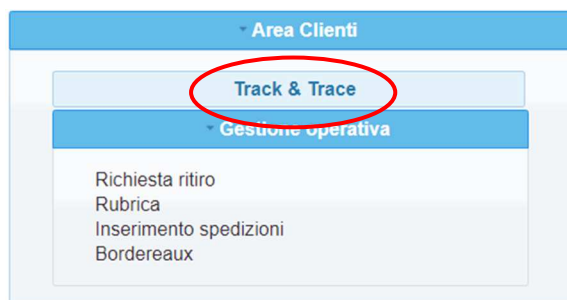 Area Clienti
Track & Trace
Gestione operativa
Richiesta ritiro
Rubrica
Inserimento spedizioni
Bordereaux